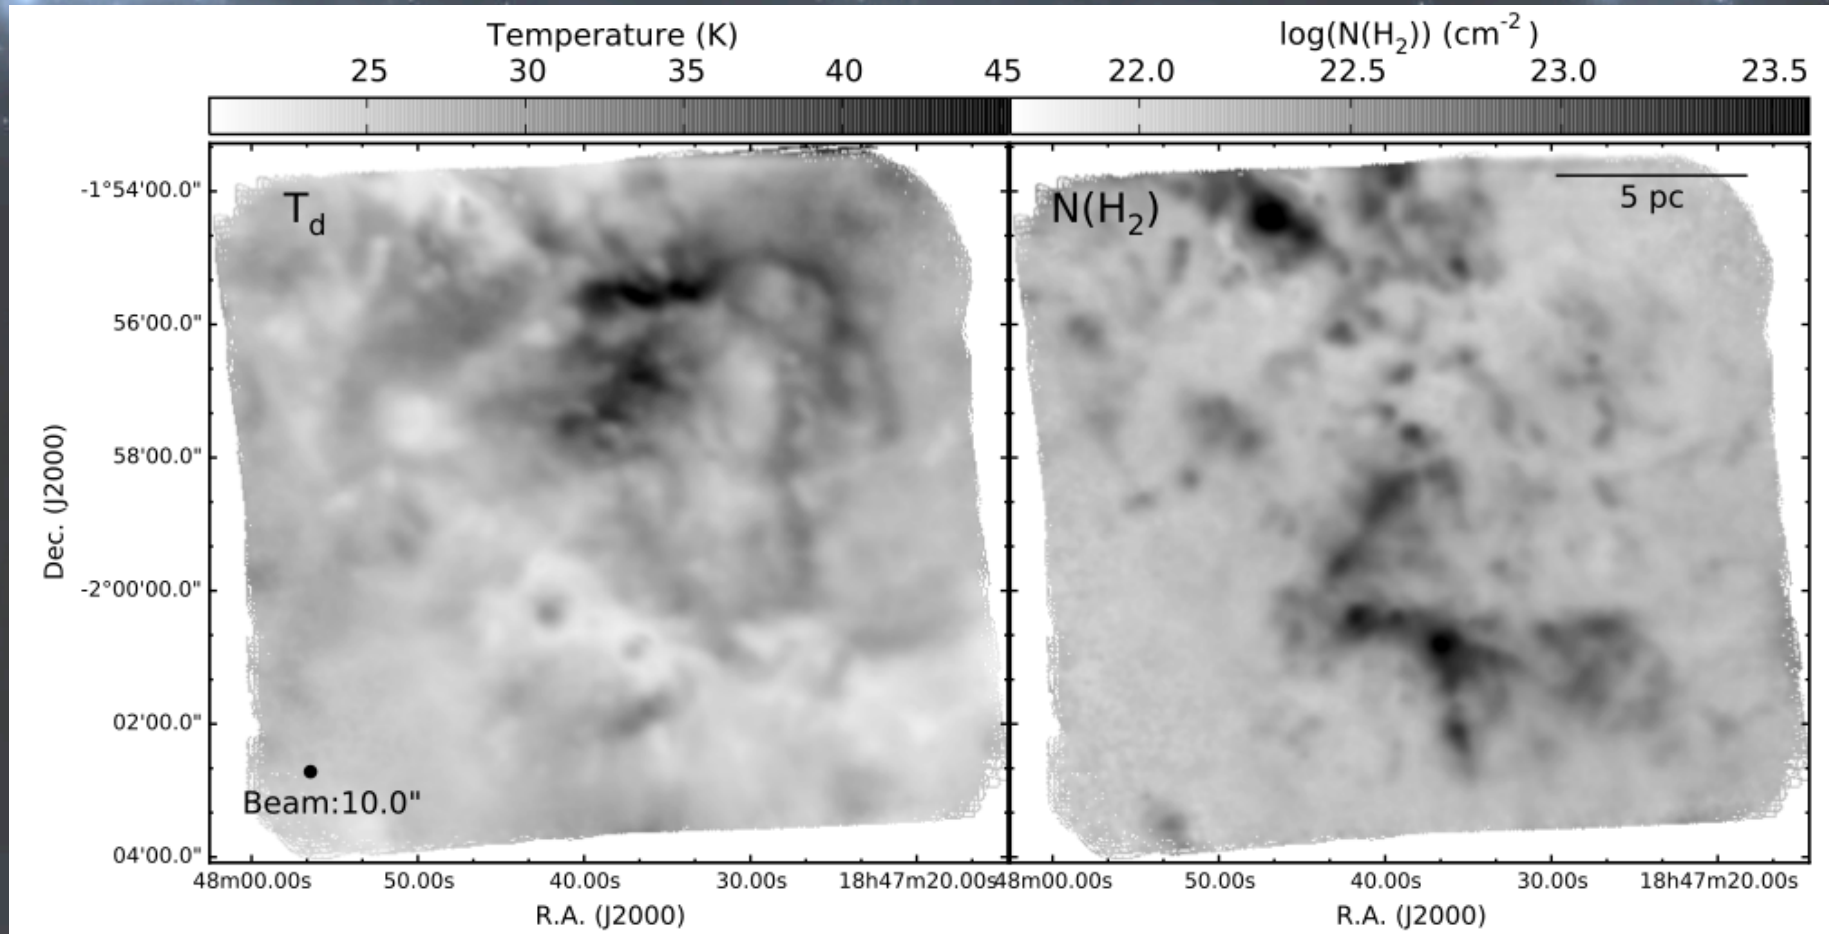 Temperature (K)
25 30 35 40 45
log(N(H2)) (cm-2)
22.0 22.5 23.0 23.5
Td
N(H2)
5 pc
-1°54'00.0"
56'00.0"
58'00.0"
-2°00'00.0"
02'00.0"
04'00.0"
Dec. (J2000)
Beam:10.0"
48m00.00s 50.00s 40.00s 30.00s 18h47m20.00s
48m00.00s 50.00s 40.00s 30.00s 18h47m20.00s
R.A. (J2000)
R.A. (J2000)